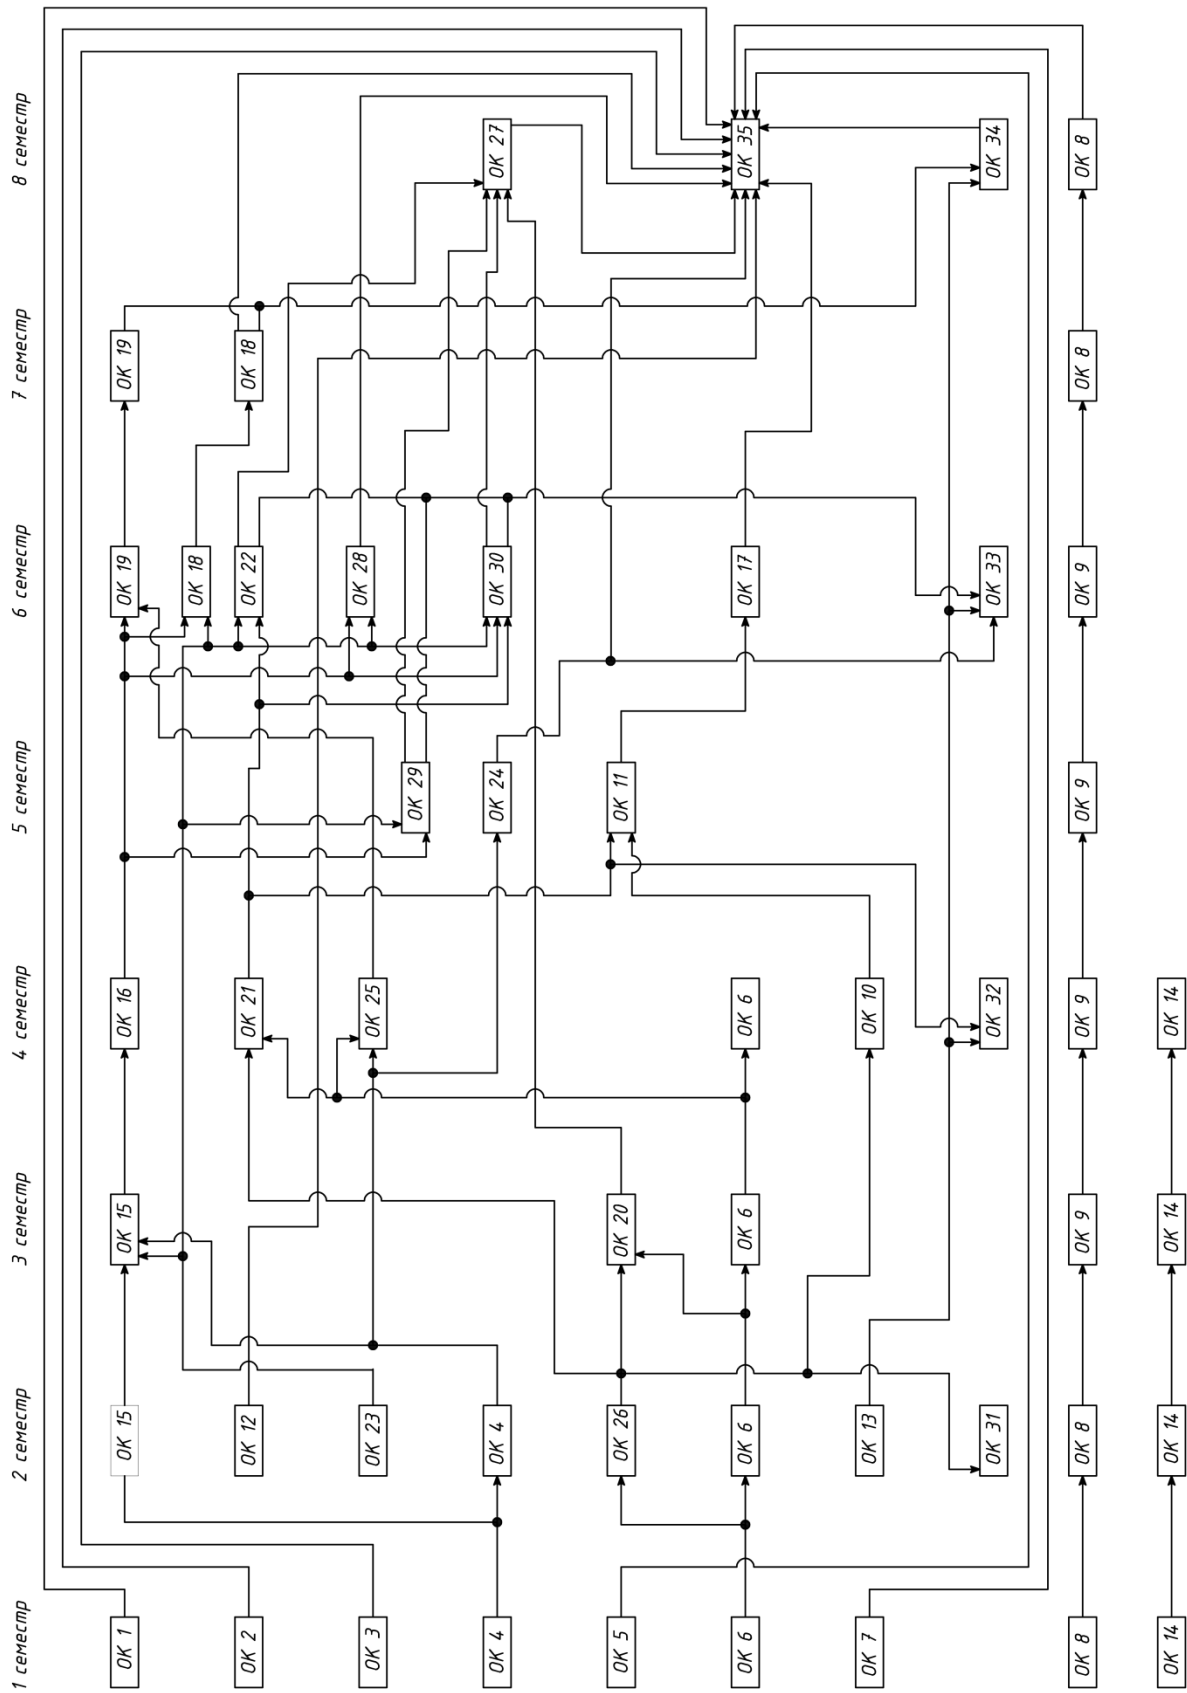 1 семестр
ОК 1
ОК 2
ОК 3
ОК 4
ОК 5
ОК 6
ОК 7
ОК 8
ОК 14
2 семестр
ОК 15
ОК 12
ОК 23
ОК 4
ОК 26
ОК 6
ОК 13
ОК 31
ОК 8
ОК 14
3 семестр
ОК 15
ОК 20
ОК 6
ОК 9
ОК 14
4 семестр
ОК 16
ОК 21
ОК 25
ОК 6
ОК 10
ОК 32
ОК 9
ОК 14
5 семестр
ОК 29
ОК 24
ОК 11
ОК 9
6 семестр
ОК 19
ОК 18
ОК 22
ОК 28
ОК 30
ОК 17
ОК 33
ОК 9
7 семестр
ОК 19
ОК 18
ОК 8
8 семестр
ОК 27
ОК 35
ОК 34
ОК 8